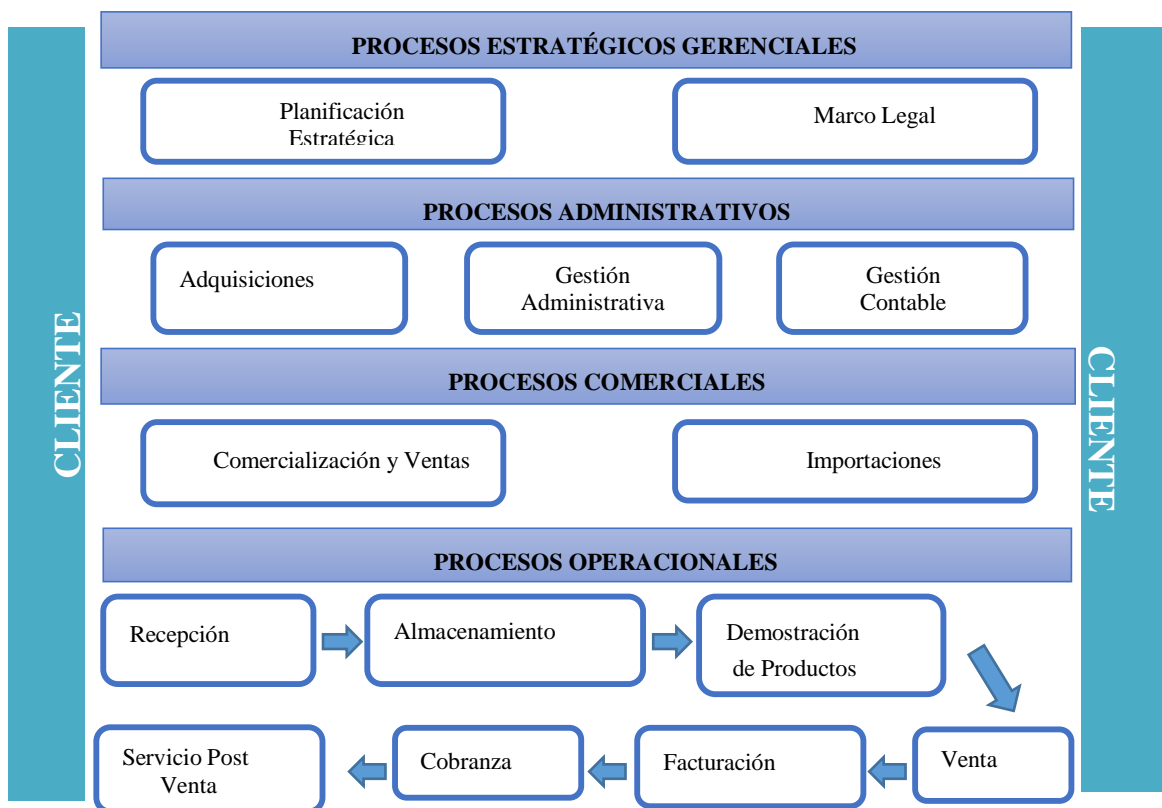 PROCESOS ESTRATÉGICOS GERENCIALES
Planificación
Estratégica
Marco Legal
PROCESOS ADMINISTRATIVOS
Adquisiciones
Gestión
Administrativa
Gestión
Contable
CLIENTE
CLIENTE
PROCESOS COMERCIALES
Comercialización y Ventas
Importaciones
PROCESOS OPERACIONALES
Recepción
Almacenamiento
Demostración
de Productos
Servicio Post
Venta
Cobranza
Facturación
Venta